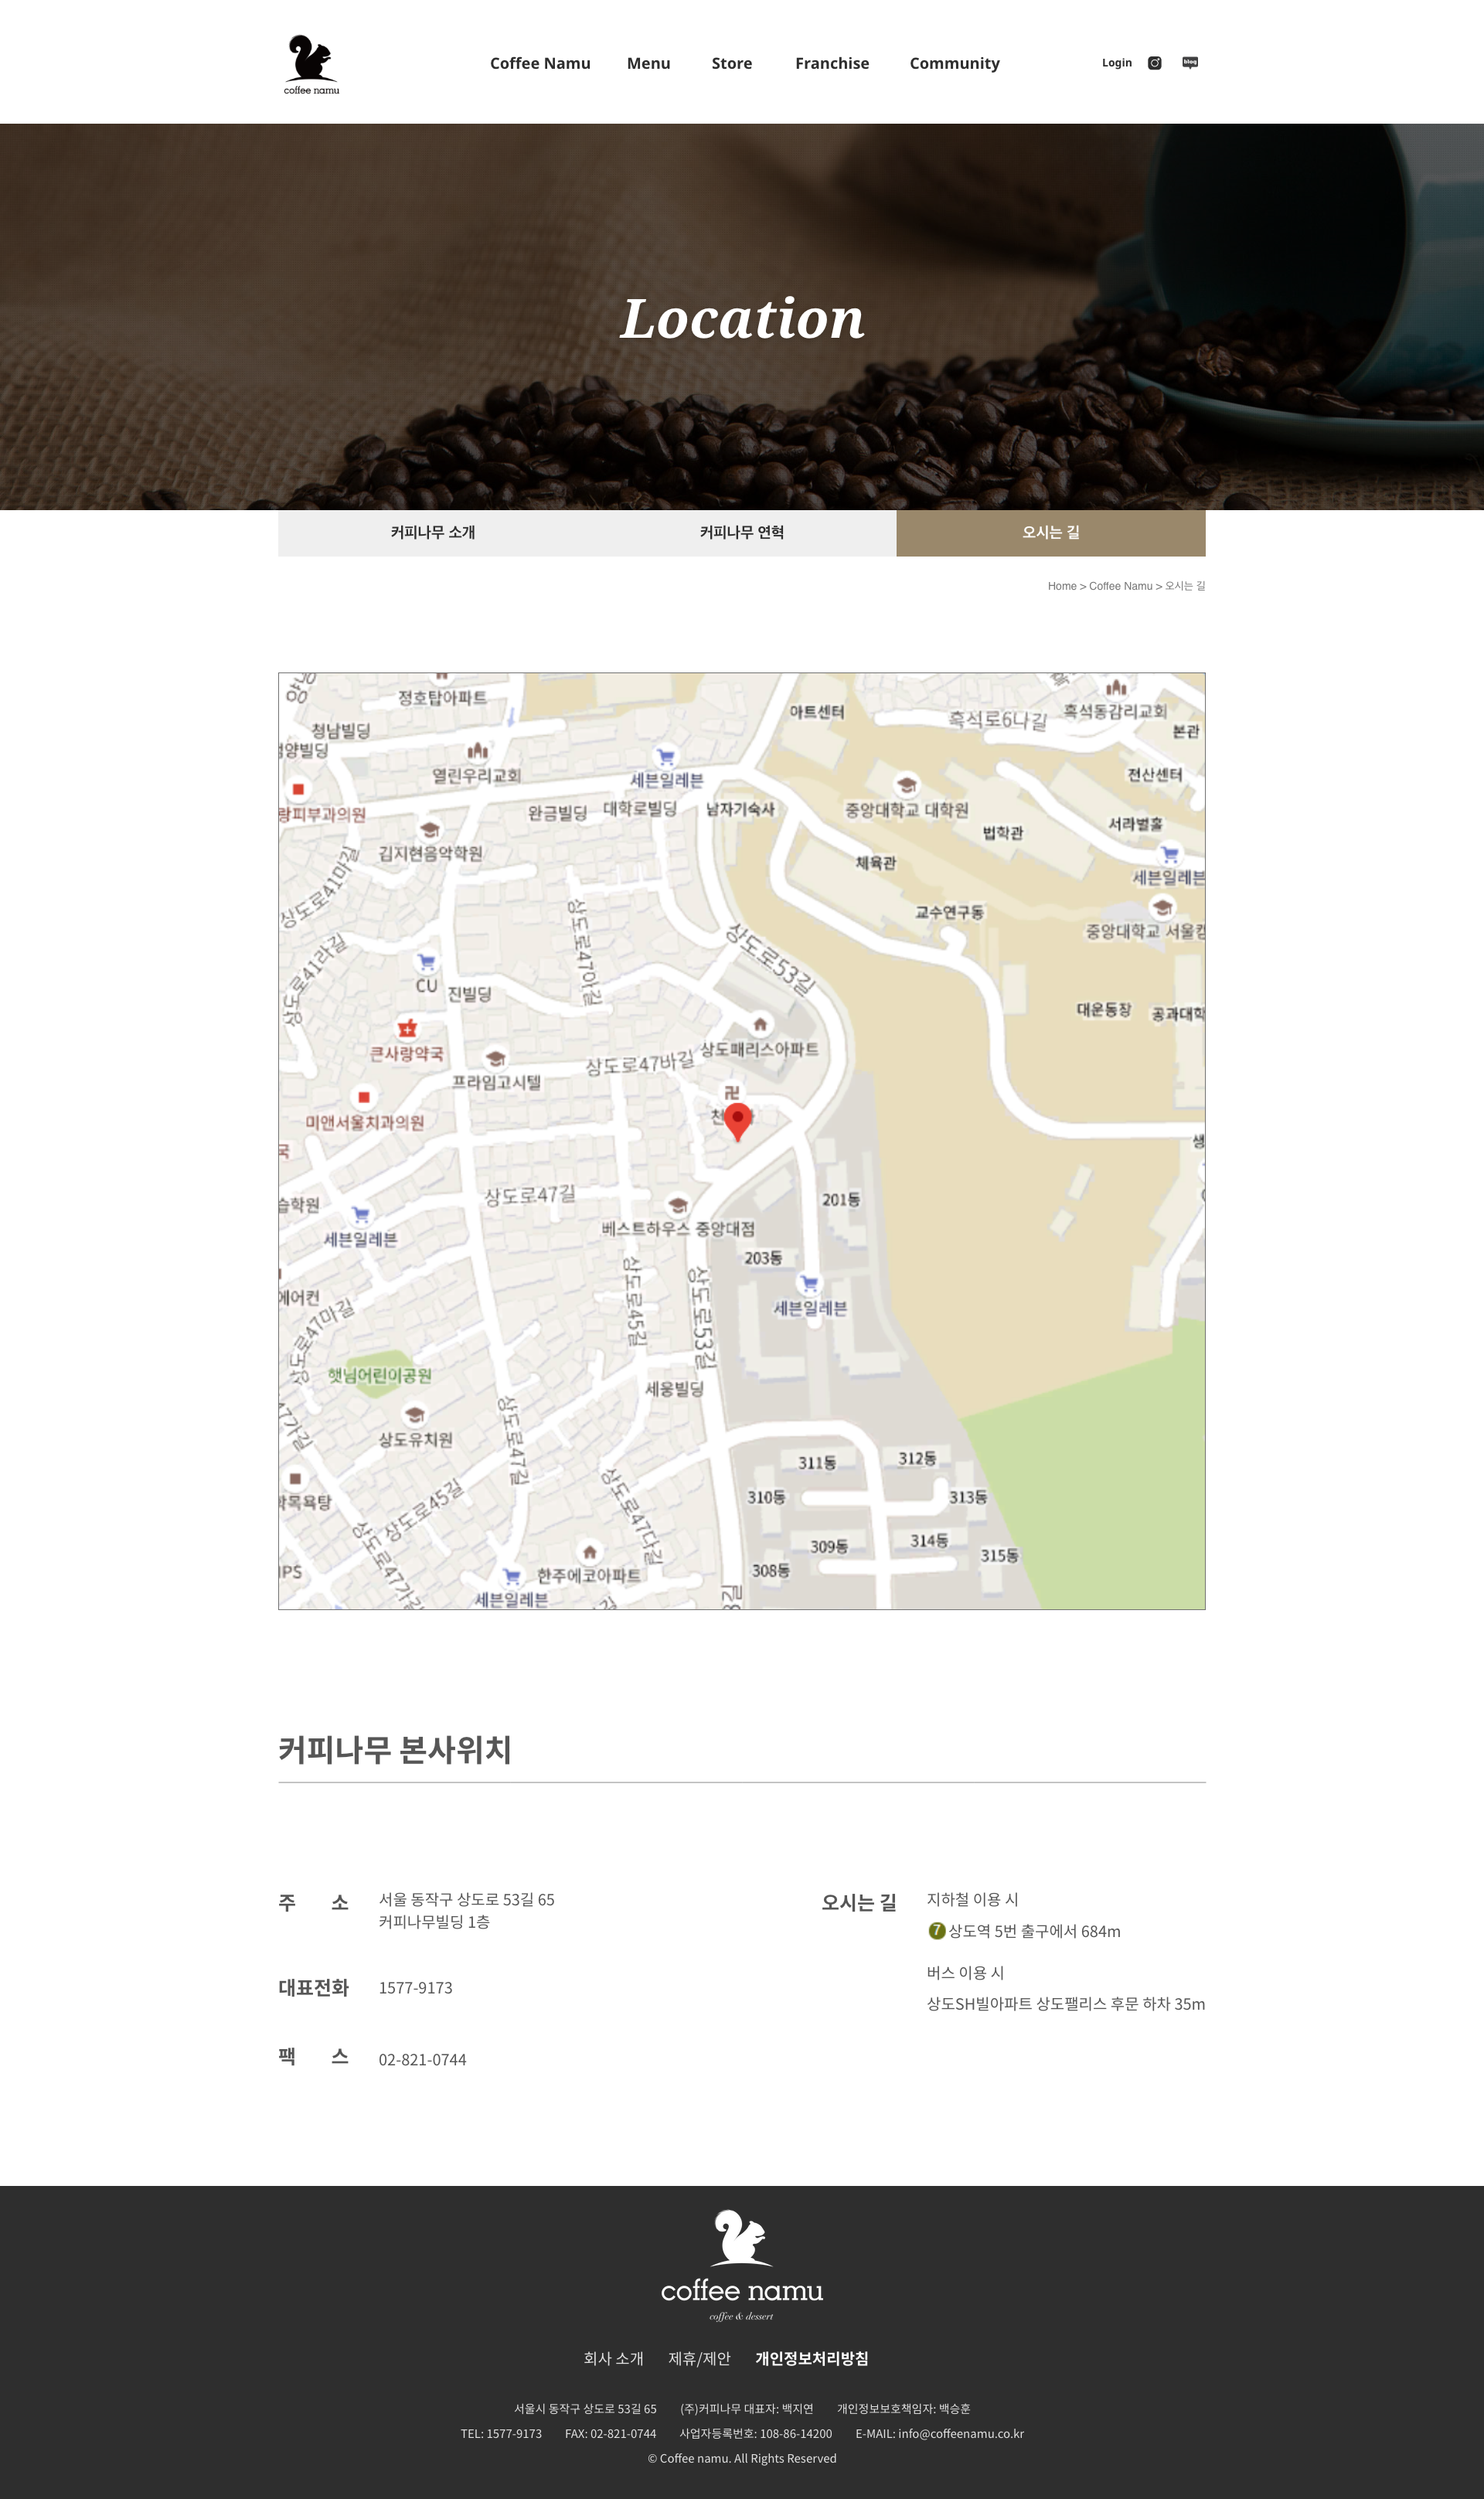 coffee namu
Coffee Namu
Menu
Store
Franchise
Community
Login
blog
Location
커피나무 소개
커피나무 연혁
오시는 길
Home > Coffee Namu > 오시는 길
정호탑아파트
아트센터
흑석로6나길
흑석동감리교회
본관
청남빌딩
열린우리교회
세븐일레븐
전산센터
랑피부과의원
완금빌딩
대학로빌딩
남자기숙사
중앙대학교 대학원
법학관
서라벌홀
김지현음악학원
체육관
세븐일레븐
상도로41마길
교수연구동
중앙대학교 서울캠
상도로41라길
상도로47아길
상도로53길
CU
진빌딩
대운동장
공과대학
큰사랑약국
프라임고시텔
상도로47바길
상도패리스아파트
미앤서울치과의원
국
생
습학원
상도로47길
201동
세븐일레븐
베스트하우스 중앙대점
203동
에어컨
상도로47마길
상도로45길
상도로53길
세븐일레븐
햇님어린이공원
세웅빌딩
상도유치원
상도로47길
311동
312동
310동
313동
학목욕탕
상도로45길
상도로47다길
309동
314동
315동
상도로47가길
308동
IPS
한주에코아파트
세븐일레븐
커피나무 본사위치
주 소
서울 동작구 상도로 53길 65
커피나무빌딩 1층
대표전화
1577-9173
팩 스
02-821-0744
오시는 길
지하철 이용 시
7 상도역 5번 출구에서 684m
버스 이용 시
상도SH빌아파트 상도팰리스 후문 하차 35m
coffee namu
coffee & dessert
회사 소개 제휴/제안 개인정보처리방침
서울시 동작구 상도로 53길 65 (주)커피나무 대표자: 백지연 개인정보보호책임자: 백승훈
TEL: 1577-9173 FAX: 02-821-0744 사업자등록번호: 108-86-14200 E-MAIL: info@coffeenamu.co.kr
© Coffee namu. All Rights Reserved